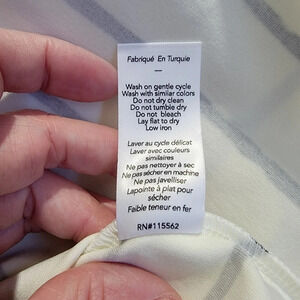 Fabriqué En Turquie
—
Wash on gentle cycle
Wash with similar colors
Do not dry clean
Do not tumble dry
Do not bleach
Lay flat to dry
Low iron
Laver au cycle délicat
Laver avec couleurs
similaires
Ne pas nettoyer à sec
Ne pas sécher en machine
Ne pas javelliser
Lapointe à plat pour
sécher
Faible teneur en fer
RN#115562